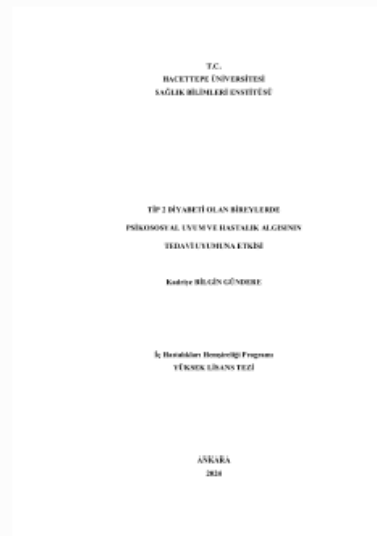 T.C.
HACETTEPE ÜNİVERSİTESİ
SAĞLIK BİLİMLERİ ENSTİTÜSÜ
TİP 2 DİYABETİ OLAN BİREYLERDE
PSİKOSOSYAL UYUM VE HASTALIK ALGISININ
TEDAVİ UYUMUNA ETKİSİ
Kadriye BİLGİN GÜNDERE
İç Hastalıkları Hemşireliği Programı
YÜKSEK LİSANS TEZİ
ANKARA
2024